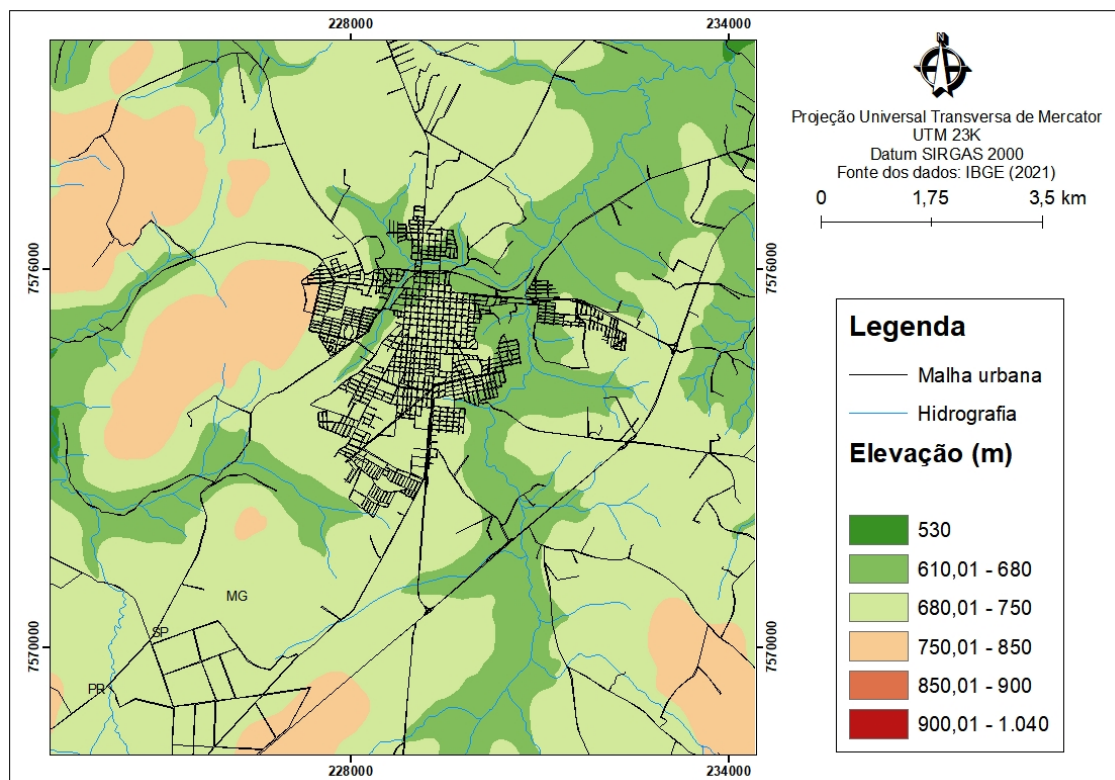 228000
234000
7576000
7576000
7570000
7570000
MG
SP
PR
228000
234000
N
Projeção Universal Transversa de Mercator
UTM 23K
Datum SIRGAS 2000
Fonte dos dados: IBGE (2021)
0 1,75 3,5 km
Legenda
Malha urbana
Hidrografia
Elevação (m)
530
610,01 - 680
680,01 - 750
750,01 - 850
850,01 - 900
900,01 - 1.040